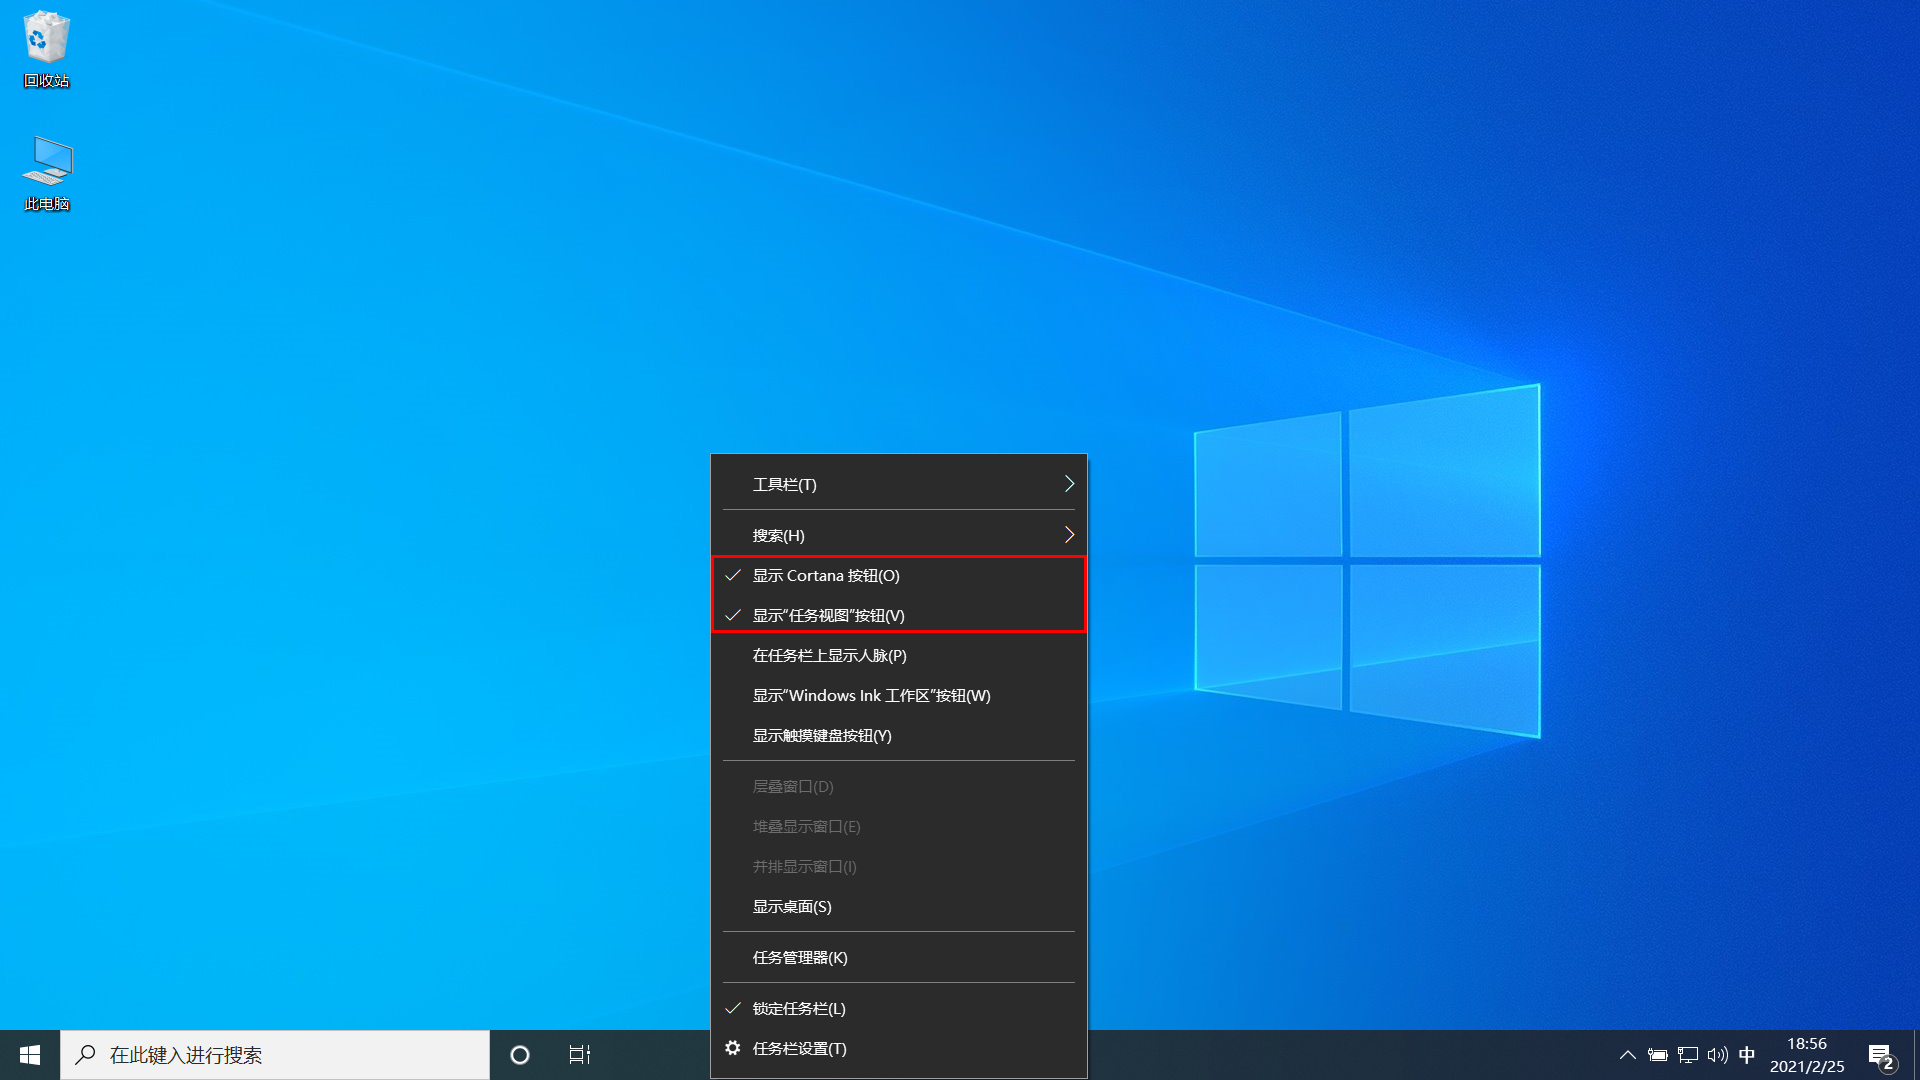 回收站
此电脑
工具栏(T)
搜索(H)
显示 Cortana 按钮(O)
显示“任务视图”按钮(V)
在任务栏上显示人脉(P)
显示“Windows Ink 工作区”按钮(W)
显示触摸键盘按钮(Y)
层叠窗口(D)
堆叠显示窗口(E)
并排显示窗口(I)
显示桌面(S)
任务管理器(K)
锁定任务栏(L)
任务栏设置(T)
在此键入进行搜索
中
18:56
2021/2/25
2